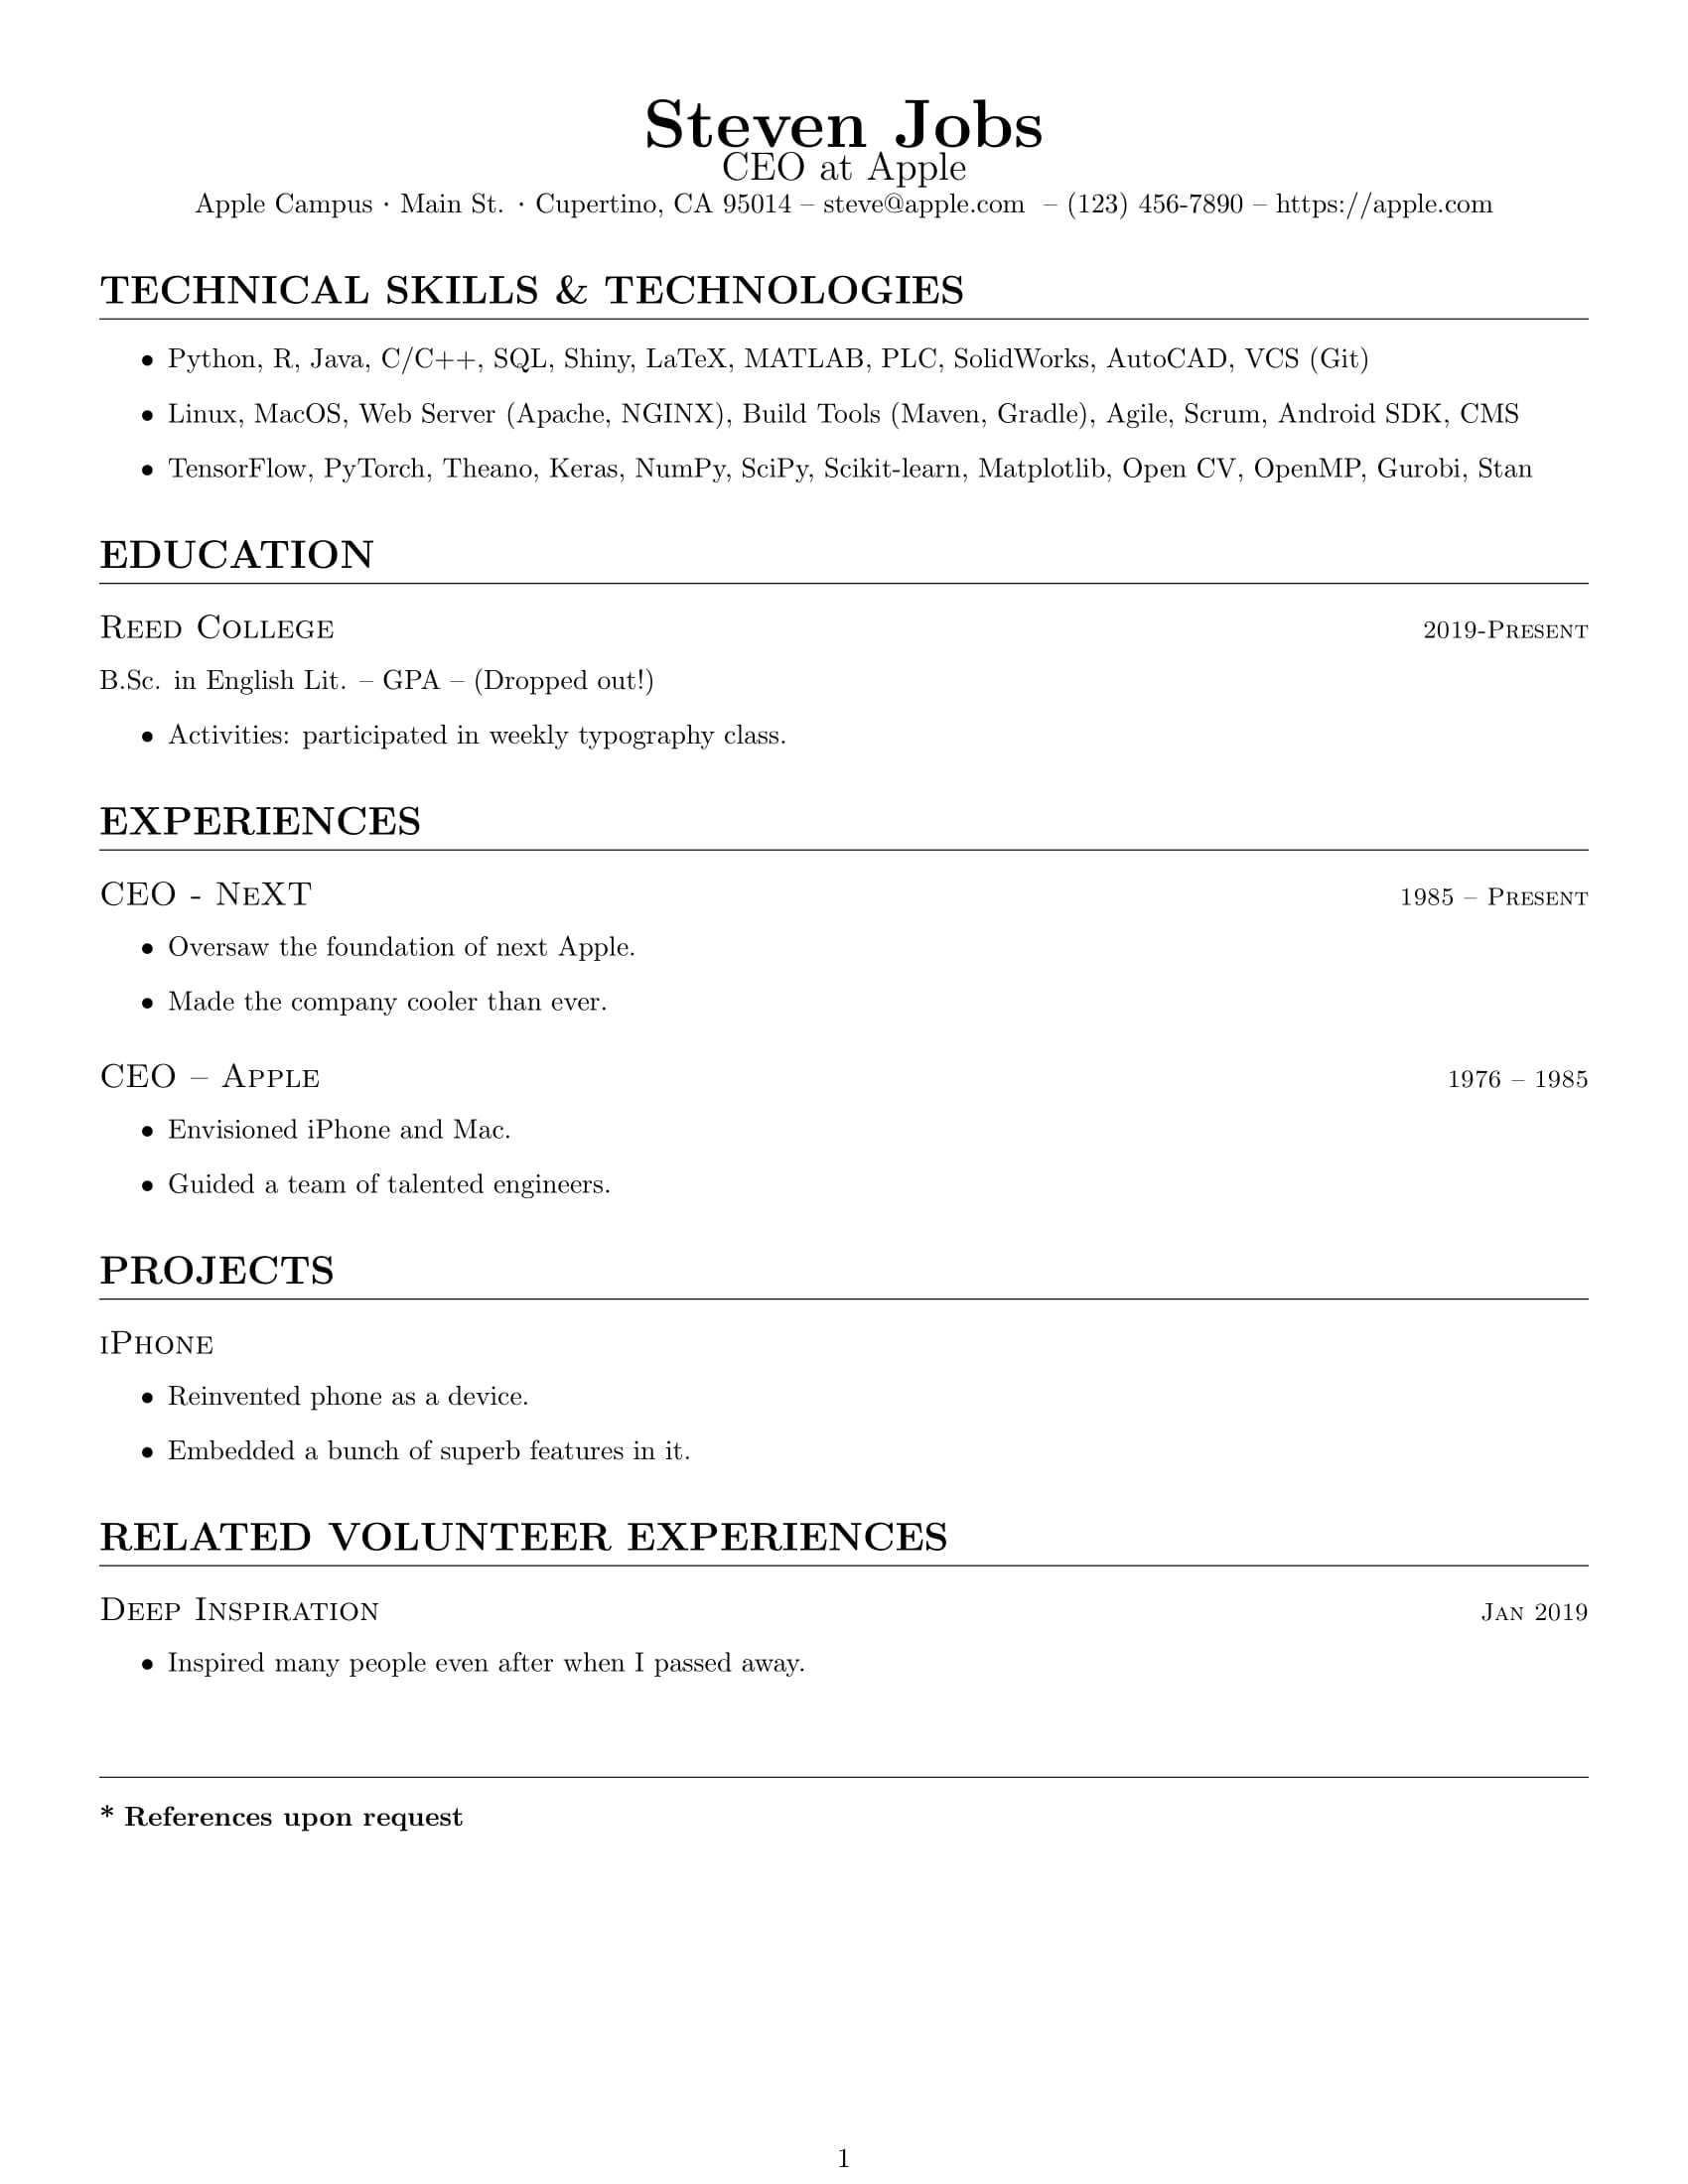 Steven Jobs
CEO at Apple
Apple Campus · Main St. · Cupertino, CA 95014 – steve@apple.com – (123) 456-7890 – https://apple.com
TECHNICAL SKILLS & TECHNOLOGIES
• Python, R, Java, C/C++, SQL, Shiny, LaTeX, MATLAB, PLC, SolidWorks, AutoCAD, VCS (Git)
• Linux, MacOS, Web Server (Apache, NGINX), Build Tools (Maven, Gradle), Agile, Scrum, Android SDK, CMS
• TensorFlow, PyTorch, Theano, Keras, NumPy, SciPy, Scikit-learn, Matplotlib, Open CV, OpenMP, Gurobi, Stan
EDUCATION
Reed College 2019-Present
B.Sc. in English Lit. – GPA – (Dropped out!)
• Activities: participated in weekly typography class.
EXPERIENCES
CEO - NeXT 1985 – Present
• Oversaw the foundation of next Apple.
• Made the company cooler than ever.
CEO – Apple 1976 – 1985
• Envisioned iPhone and Mac.
• Guided a team of talented engineers.
PROJECTS
iPhone
• Reinvented phone as a device.
• Embedded a bunch of superb features in it.
RELATED VOLUNTEER EXPERIENCES
Deep Inspiration Jan 2019
• Inspired many people even after when I passed away.
* References upon request
1